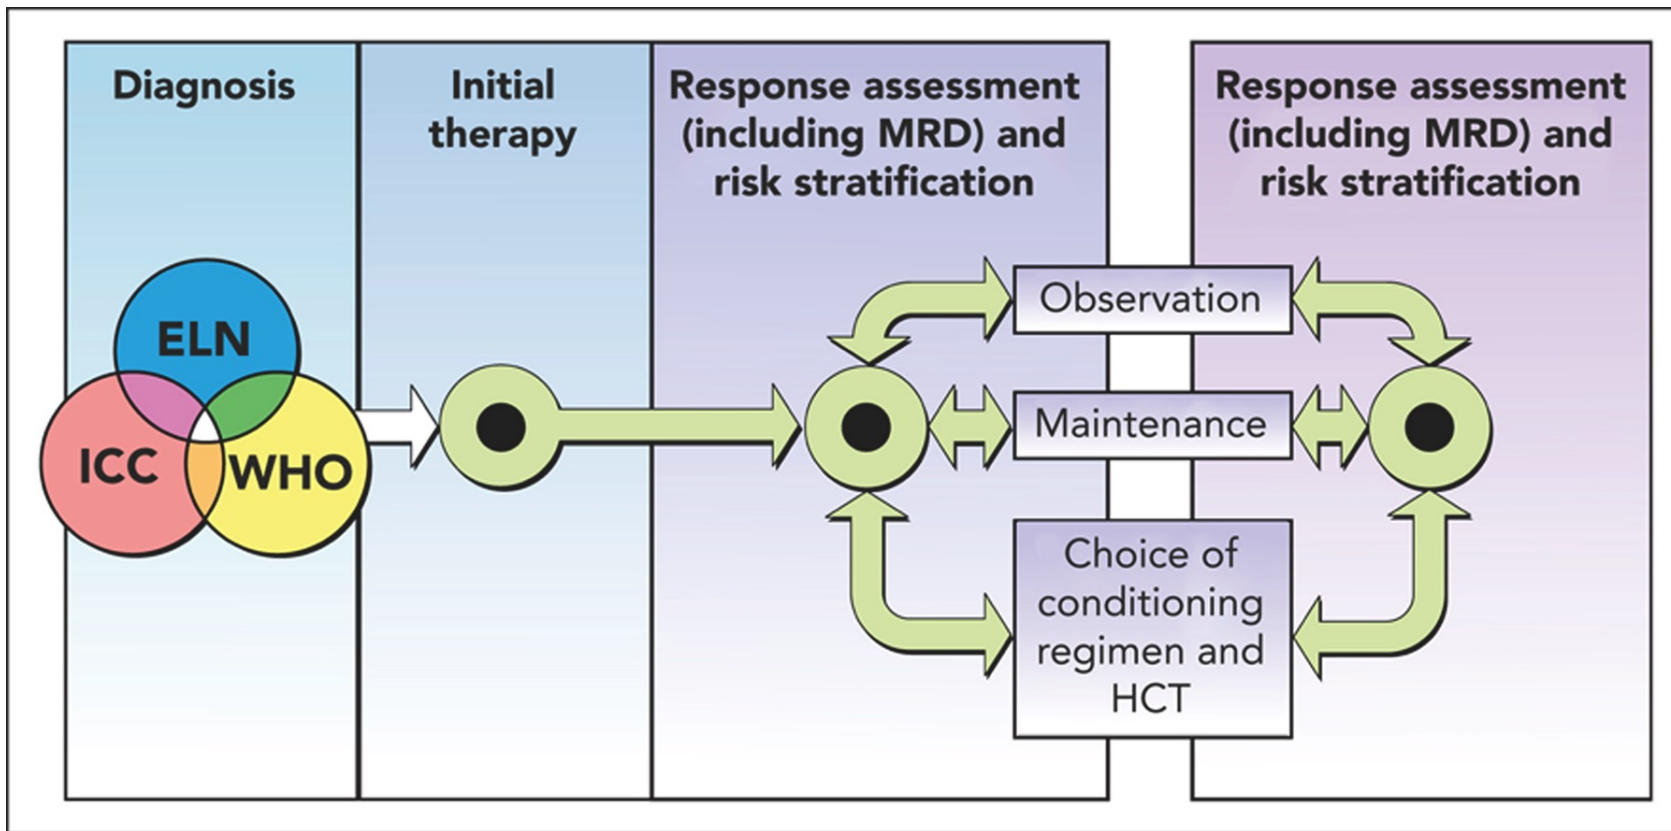 Diagnosis
Initial
therapy
Response assessment
(including MRD) and
risk stratification
Response assessment
(including MRD) and
risk stratification
ELN
ICC
WHO
Observation
Maintenance
Choice of
conditioning
regimen and
HCT